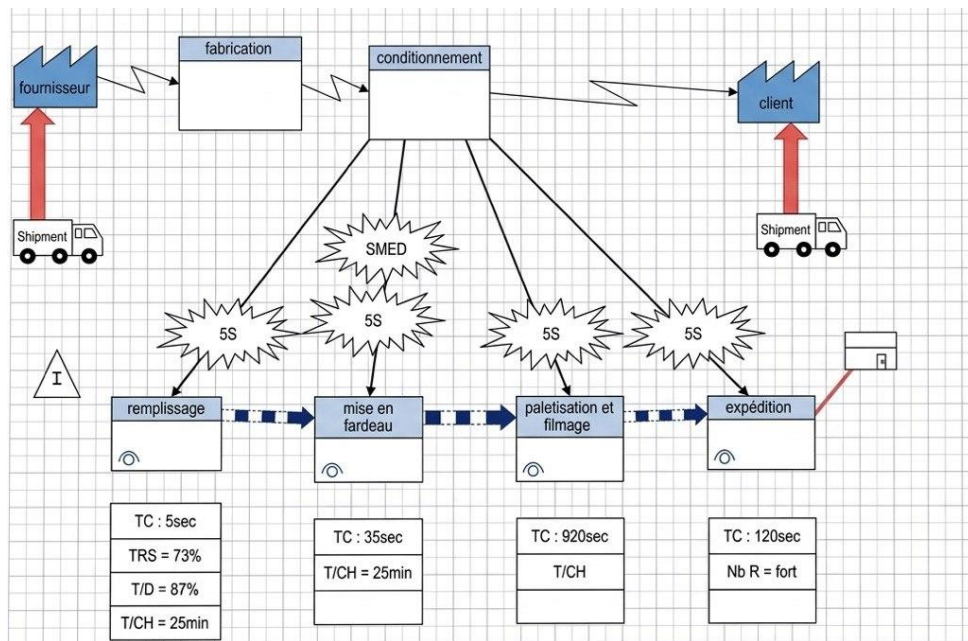 fournisseur
fabrication
conditionnement
client
Shipment
Shipment
SMED
5S
5S
5S
5S
I
remplissage
mise en
fardeau
paletisation et
filmage
expédition
TC : 5sec
TRS = 73%
T/D = 87%
T/CH = 25min
TC : 35sec
T/CH = 25min
TC : 920sec
T/CH
TC : 120sec
Nb R = fort